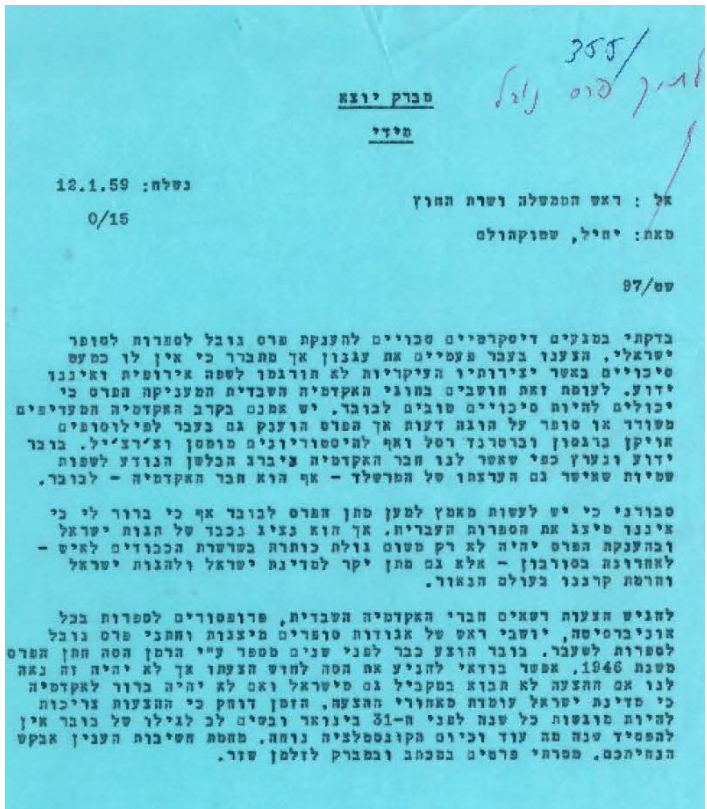 355/
לתיק פרס נובל
מברק יוצא
מידי
נשלח: 12.1.59
אל : ראש הממשלה ושרת החוץ
0/15
מאת: יחיל, שטוקהולם
שט/97
בדקתי במגעים דיסקרטיים סכויים להענקת פרס נובל לספרות לסופר
ישראלי. הצענו בעבר פעמיים את עגנון אך מתברר כי אין לו כמעט
סיכויים באשר יצירותיו העיקריות לא תורגמו לשפה אירופית ואיננו
ידוע. לעומת זאת חושבים בחוגי האקדמיה השבדית המעניקה הפרס כי
יכולים להיות סיכויים טובים לבובר. יש אמנם בקרב האקדמיה המעדיפים
משורר או סופר על הוגה דעות אך הפרס הוענק גם בעבר לפילוסופים
אויקן ברגסון וברטרנד רסל ואף להיסטוריונים מומסן וצ'רצ'יל. בובר
ידוע ונערץ כפי שאשר לנו חבר האקדמיה ציברג הבלשן הנודע לשפות
שמיות שאישר גם הערצתו של המרשלד - אף הוא חבר האקדמיה - לבובר.
סבורני כי יש לעשות מאמץ למען מתן הפרס לבובר אף כי ברור לי כי
איננו מיצג את הספרות העברית. אך הוא נציג נכבד של הגות ישראל
ובהענקת הפרס יהיה לא רק משום גולת כותרת בשרשרת הכבודים לאיש -
לאחרונה בסורבון - אלא גם מתן יקר למדינת ישראל ולהגות ישראל
והרמת קרננו בעולם הנאור.
להגיש הצעות רשאים חברי האקדמיה השבדית, פרופסורים לספרות בכל
אוניברסיטה, יושבי ראש של אגודות סופרים מיצגות וחתני פרס נובל
לספרות לשעבר. בובר הוצע כבר לפני שנים מספר ע"י הרמן הסה חתן הפרס
משנת 1946. אפשר בודאי להניע את הסה לחדש הצעתו אך לא יהיה זה נאה
לנו אם ההצעה לא תבוא במקביל גם מישראל ואם לא יהיה ברור לאקדמיה
כי מדינת ישראל עומדת מאחורי ההצעה. הזמן דוחק כי ההצעות צריכות
להיות מוגשות כל שנה לפני ה-31 בינואר ובשים לב לגילו של בובר אין
להפסיד שנה מה עוד וכיום הקונסטלציה נוחה. מחמת חשיבות הענין אבקש
הנחיתכם. מסרתי פרטים במכתב ובמברק לזלמן שזר.